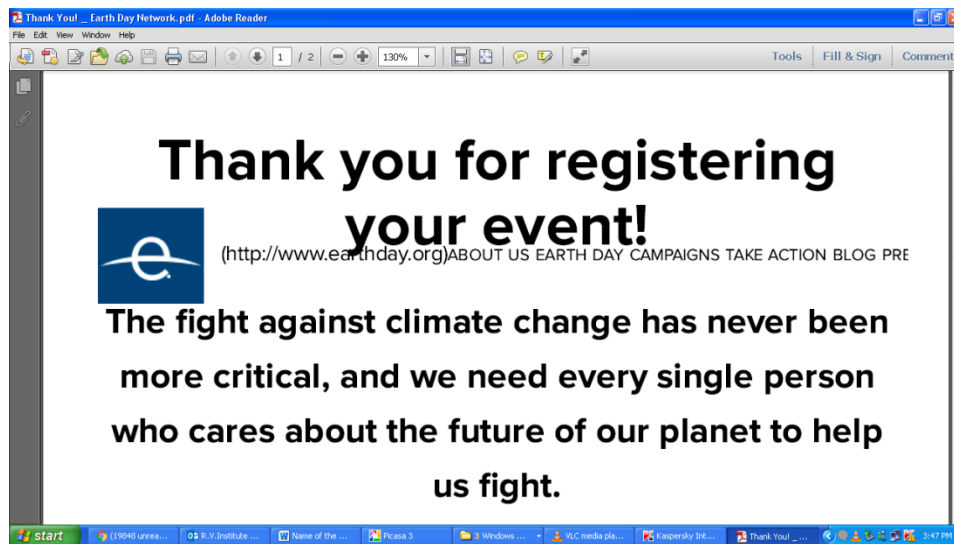 Thank You! _ Earth Day Network.pdf - Adobe Reader
File Edit View Window Help
1 / 2 130% Tools Fill & Sign Comment
Thank you for registering
your event!
e.
(http://www.earthday.org)ABOUT US EARTH DAY CAMPAIGNS TAKE ACTION BLOG PRE
The fight against climate change has never been
more critical, and we need every single person
who cares about the future of our planet to help
us fight.
start (19848 unrea... R.V.Institute ... Name of the ... Picasa 3 3 Windows ... VLC media pla... Kaspersky Int... Thank You! _ ... 3:47 PM